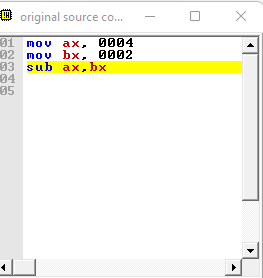 original source co...
01 mov ax, 0004
02 mov bx, 0002
03 sub ax,bx
04
05